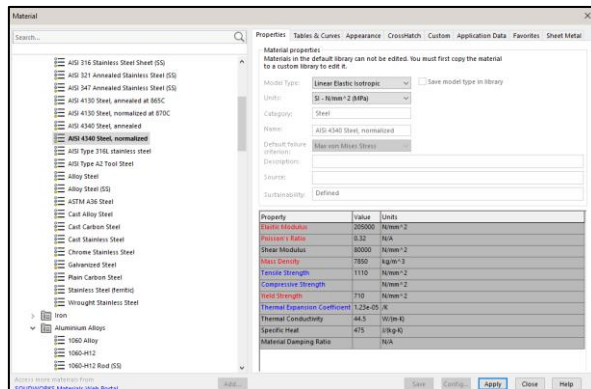 Material
Search...
AISI 316 Stainless Steel Sheet (SS)
AISI 321 Annealed Stainless Steel (SS)
AISI 347 Annealed Stainless Steel (SS)
AISI 4130 Steel, annealed at 865C
AISI 4130 Steel, normalized at 870C
AISI 4340 Steel, annealed
AISI 4340 Steel, normalized
AISI Type 316L stainless steel
AISI Type A2 Tool Steel
Alloy Steel
Alloy Steel (SS)
ASTM A36 Steel
Cast Alloy Steel
Cast Carbon Steel
Cast Stainless Steel
Chrome Stainless Steel
Galvanized Steel
Plain Carbon Steel
Stainless Steel (ferritic)
Wrought Stainless Steel
Iron
Aluminium Alloys
1060 Alloy
1060-H12
1060-H12 Rod (SS)
Access more materials from
SOLIDWORKS Materials Web Portal
Add...
Properties Tables & Curves Appearance CrossHatch Custom Application Data Favorites Sheet Metal
Material properties
Materials in the default library can not be edited. You must first copy the material
to a custom library to edit it.
Model Type: Linear Elastic Isotropic Save model type in library
Units: SI - N/mm^2 (MPa)
Category: Steel
Name: AISI 4340 Steel, normalized
Default failure
criterion: Max von Mises Stress
Description:
Source:
Sustainability: Defined
Property Value Units
Elastic Modulus 205000 N/mm^2
Poisson's Ratio 0.32 N/A
Shear Modulus 80000 N/mm^2
Mass Density 7850 kg/m^3
Tensile Strength 1110 N/mm^2
Compressive Strength N/mm^2
Yield Strength 710 N/mm^2
Thermal Expansion Coefficient 1.23e-05 /K
Thermal Conductivity 44.5 W/(m·K)
Specific Heat 475 J/(kg·K)
Material Damping Ratio N/A
Save Config... Apply Close Help